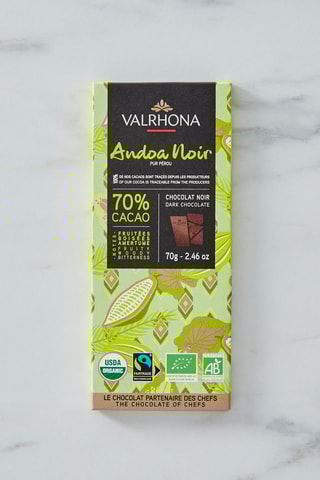 VALRHONA
Andoa Noir
PUR PÉROU
100% DE NOS CACAOS SONT TRACÉS DEPUIS LES PRODUCTEURS
OF OUR COCOA IS TRACEABLE FROM THE PRODUCERS
70%
CACAO
NOTES
FRUITÉES
BOISÉES
AMERTUME
FRUITY
WOODY
BITTERNESS
CHOCOLAT NOIR
DARK CHOCOLATE
70g - 2.46 oz
USDA
ORGANIC
FAIRTRADE
AB
LE CHOCOLAT PARTENAIRE DES CHEFS
THE CHOCOLATE OF CHEFS